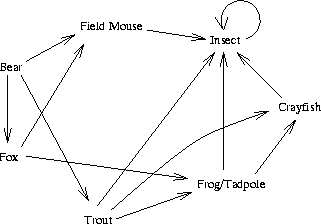 Field Mouse
Insect
Bear
Crayfish
Fox
Frog/Tadpole
Trout